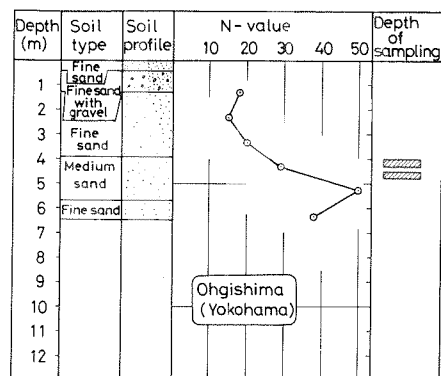 Depth
(m)
Soil
type
Soil
profile
N-value
10 20 30 40 50
Depth
of
sampling
Fine
sand
Fine sand
with
gravel
Fine
sand
Medium
sand
Fine sand
1
2
3
4
5
6
7
8
9
10
11
12
Ohgishima
(Yokohama)